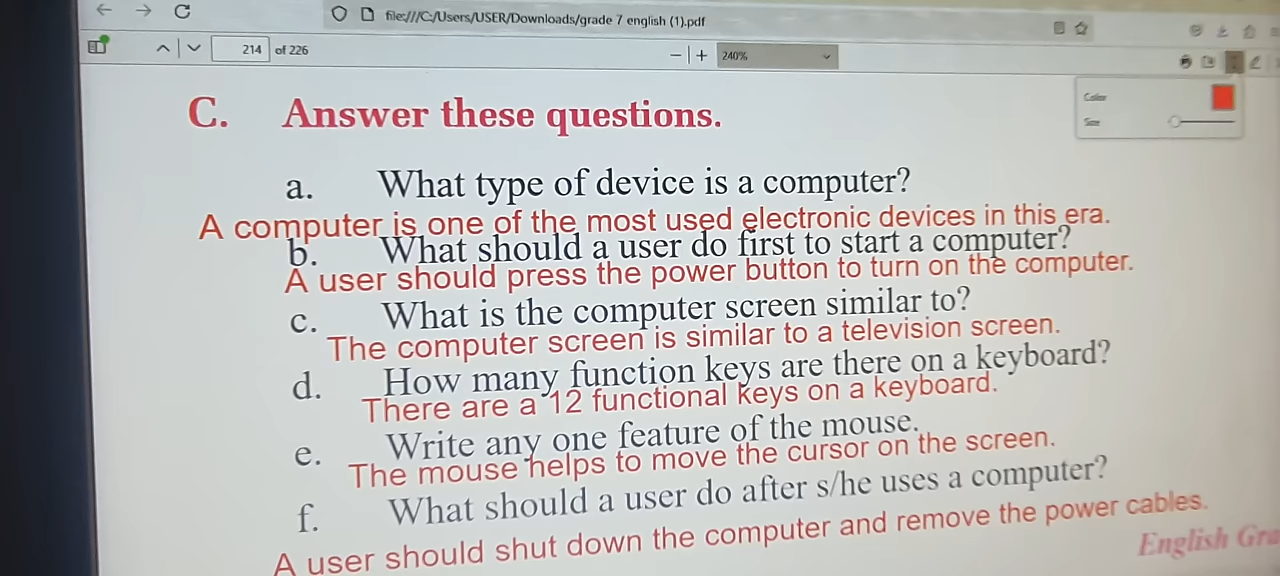 file:///C:/Users/USER/Downloads/grade 7 english (1).pdf
214 of 226
240%
Color
Size
C. Answer these questions.
a. What type of device is a computer?
A computer is one of the most used electronic devices in this era.
b. What should a user do first to start a computer?
A user should press the power button to turn on the computer.
c. What is the computer screen similar to?
The computer screen is similar to a television screen.
d. How many function keys are there on a keyboard?
There are a 12 functional keys on a keyboard.
e. Write any one feature of the mouse.
The mouse helps to move the cursor on the screen.
f. What should a user do after s/he uses a computer?
A user should shut down the computer and remove the power cables.
English Gra